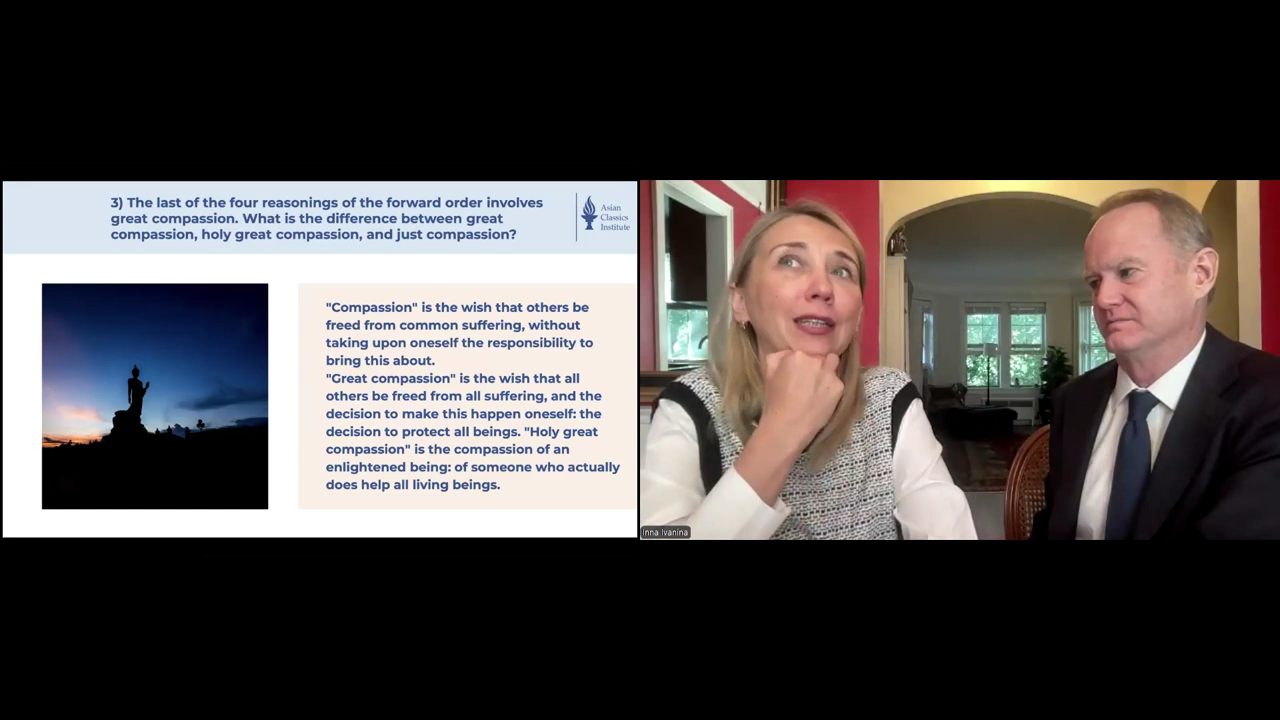 3) The last of the four reasonings of the forward order involves
great compassion. What is the difference between great
compassion, holy great compassion, and just compassion?
Asian
Classics
Institute
"Compassion" is the wish that others be
freed from common suffering, without
taking upon oneself the responsibility to
bring this about.
"Great compassion" is the wish that all
others be freed from all suffering, and the
decision to make this happen oneself: the
decision to protect all beings. "Holy great
compassion" is the compassion of an
enlightened being: of someone who actually
does help all living beings.
Inna Ivanina